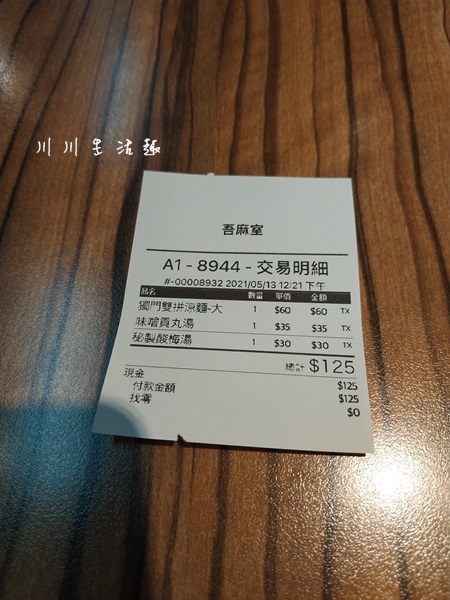 川川生活趣
吾麻室
A1 - 8944 - 交易明細
#-00008932 2021/05/13 12:21 下午
品名 數量 單價 金額
獨門雙拼涼麵-大 1 $60 $60 TX
味噌貢丸湯 1 $35 $35 TX
秘製酸梅湯 1 $30 $30 TX
總計 $125
現金 $125
付款金額 $125
找零 $0